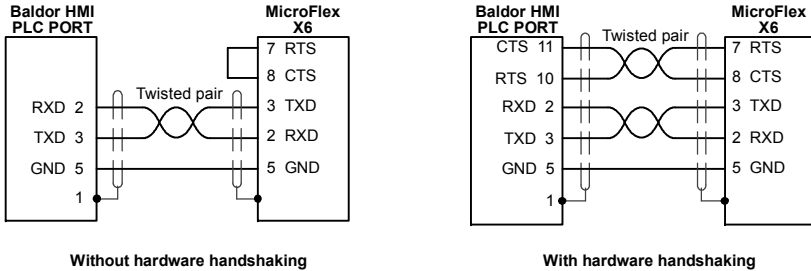 Baldor HMI
PLC PORT
MicroFlex
X6
7 RTS
8 CTS
Twisted pair
RXD 2
3 TXD
TXD 3
2 RXD
GND 5
5 GND
1
Without hardware handshaking
Baldor HMI
PLC PORT
MicroFlex
X6
Twisted pair
CTS 11
7 RTS
RTS 10
8 CTS
RXD 2
3 TXD
TXD 3
2 RXD
GND 5
5 GND
1
With hardware handshaking